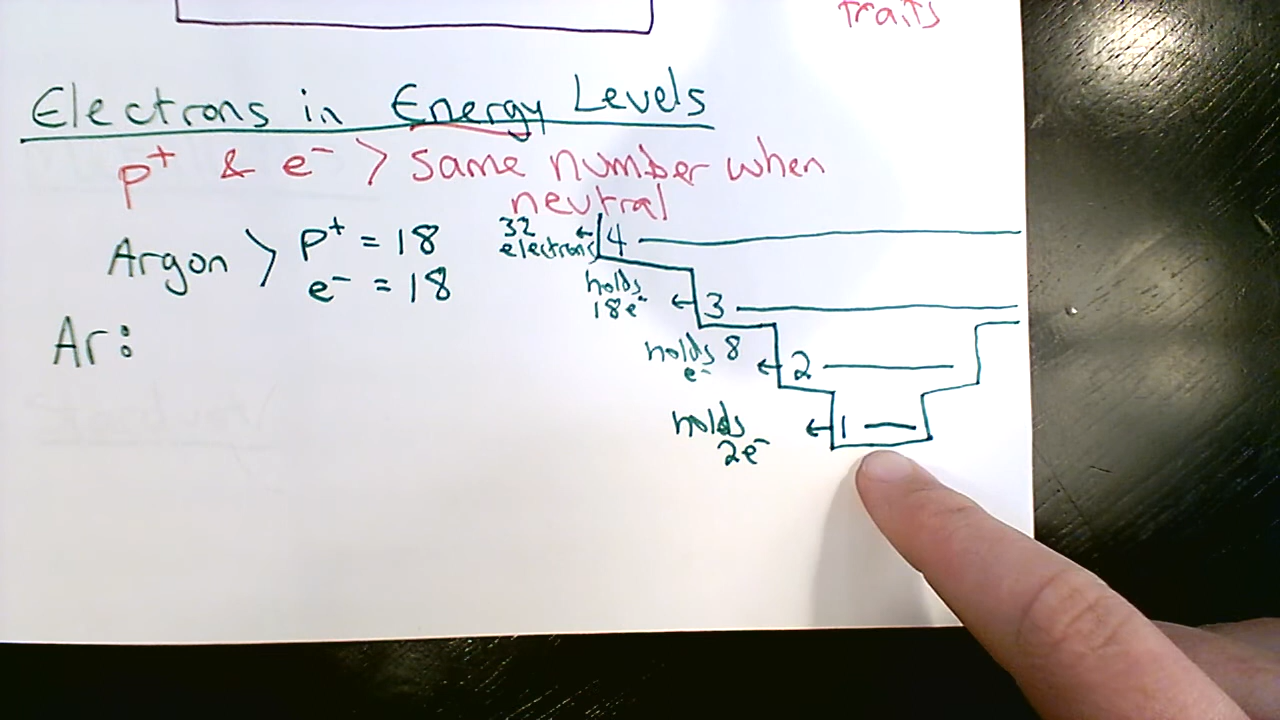 traits
Electrons in Energy Levels
p+ & e- > same number when
neutral
Argon > p+ = 18
e- = 18
Ar:
32
electrons
← 4
holds
18e-
← 3
holds 8
e-
← 2
holds
2e-
← 1